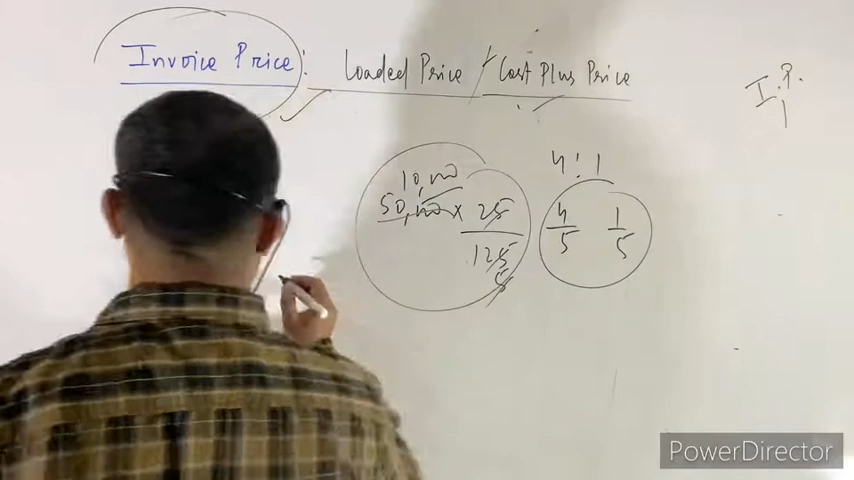 Invoice Price : Loaded Price / Cost Plus Price
I.P.
10,000
50,000 x 25
125
5
4:1
4/5 1/5
PowerDirector